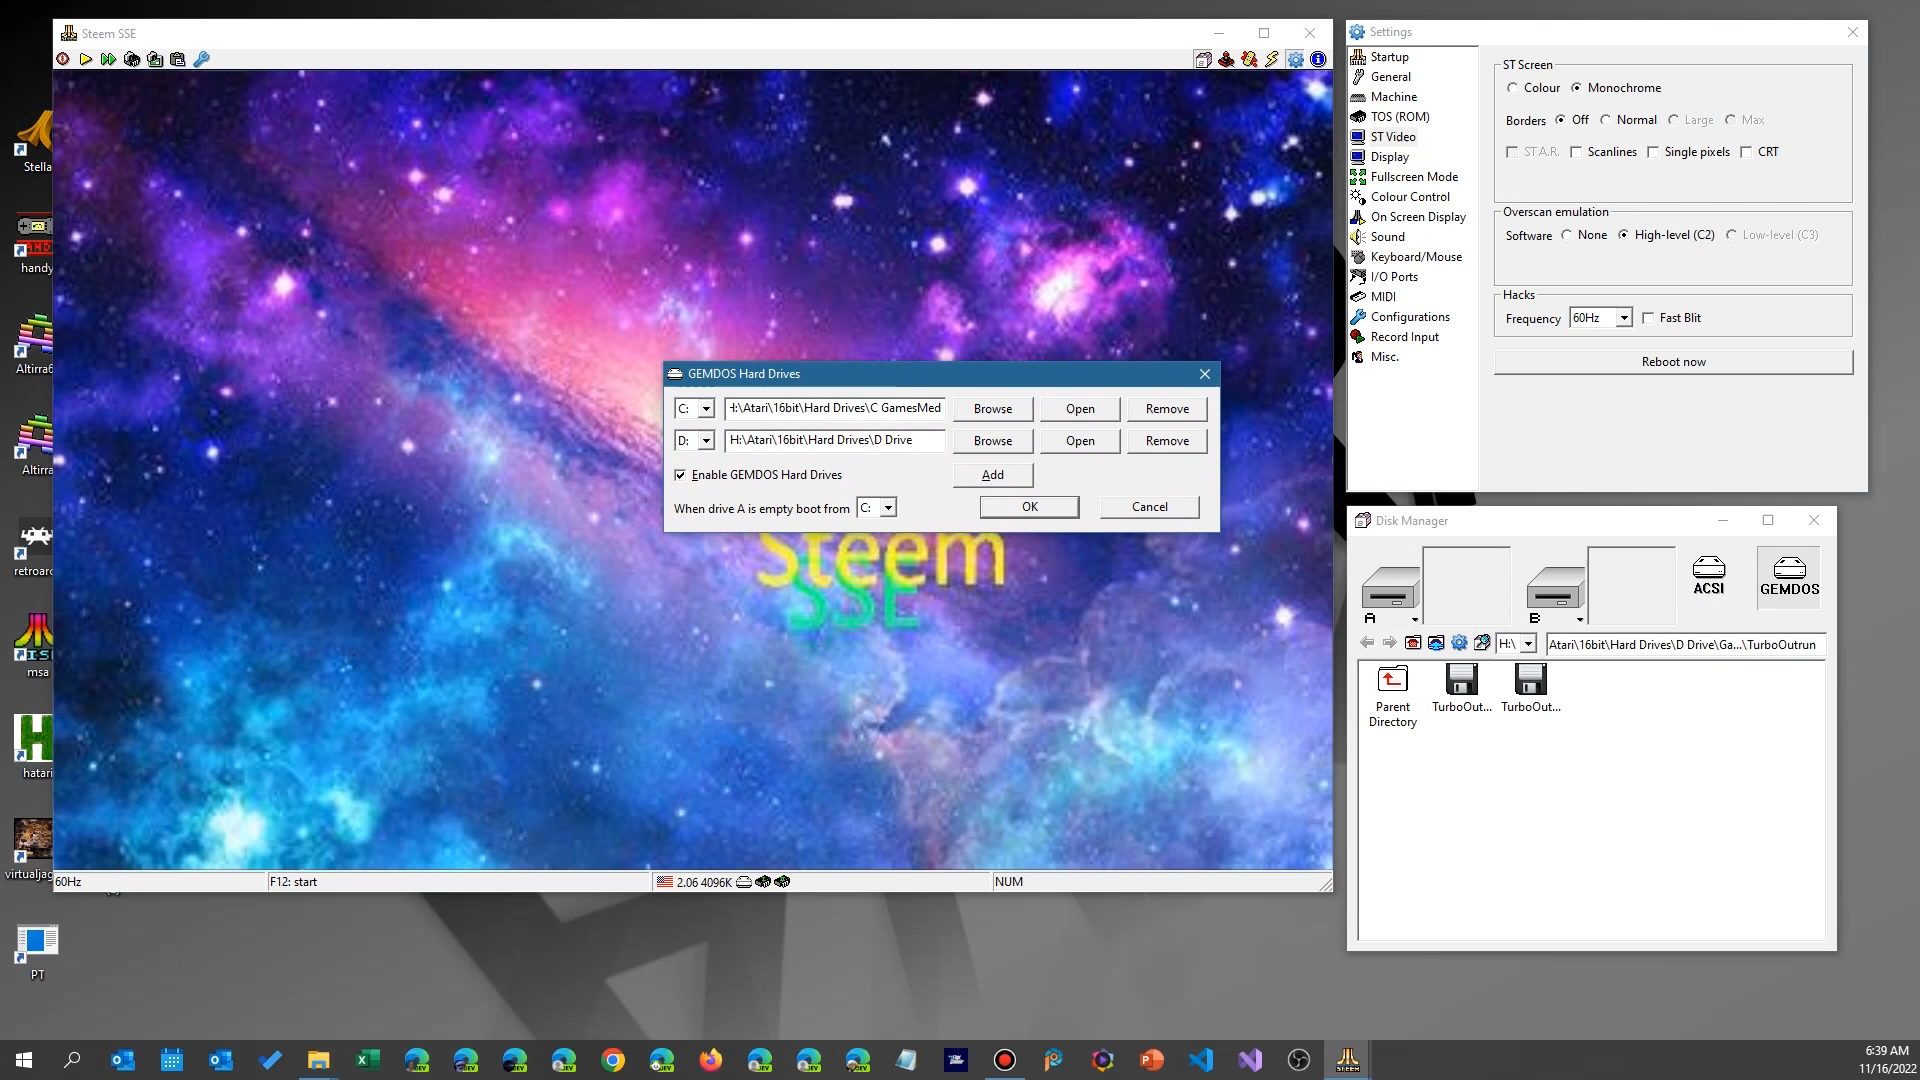 Steem SSE
Settings
Startup
General
Machine
TOS (ROM)
ST Video
Display
Fullscreen Mode
Colour Control
On Screen Display
Sound
Keyboard/Mouse
I/O Ports
MIDI
Configurations
Record Input
Misc.
ST Screen
Colour Monochrome
Borders Off Normal Large Max
ST A.R. Scanlines Single pixels CRT
Overscan emulation
Software None High-level (C2) Low-level (C3)
Hacks
Frequency 60Hz Fast Blit
Reboot now
Stella
handy
Altirra
Altirra
msa
hatari
PT
GEMDOS Hard Drives
C: H:\Atari\16bit\Hard Drives\C GamesMed Browse Open Remove
D: H:\Atari\16bit\Hard Drives\D Drive Browse Open Remove
Enable GEMDOS Hard Drives Add
When drive A is empty boot from C: OK Cancel
Steem
SSE
Disk Manager
A B ACSI GEMDOS
H:\ Atari\16bit\Hard Drives\D Drive\Ga...\TurboOutrun
Parent Directory
TurboOut...
TurboOut...
60Hz F12: start 2.06 4096K NUM
6:39 AM
11/16/2022